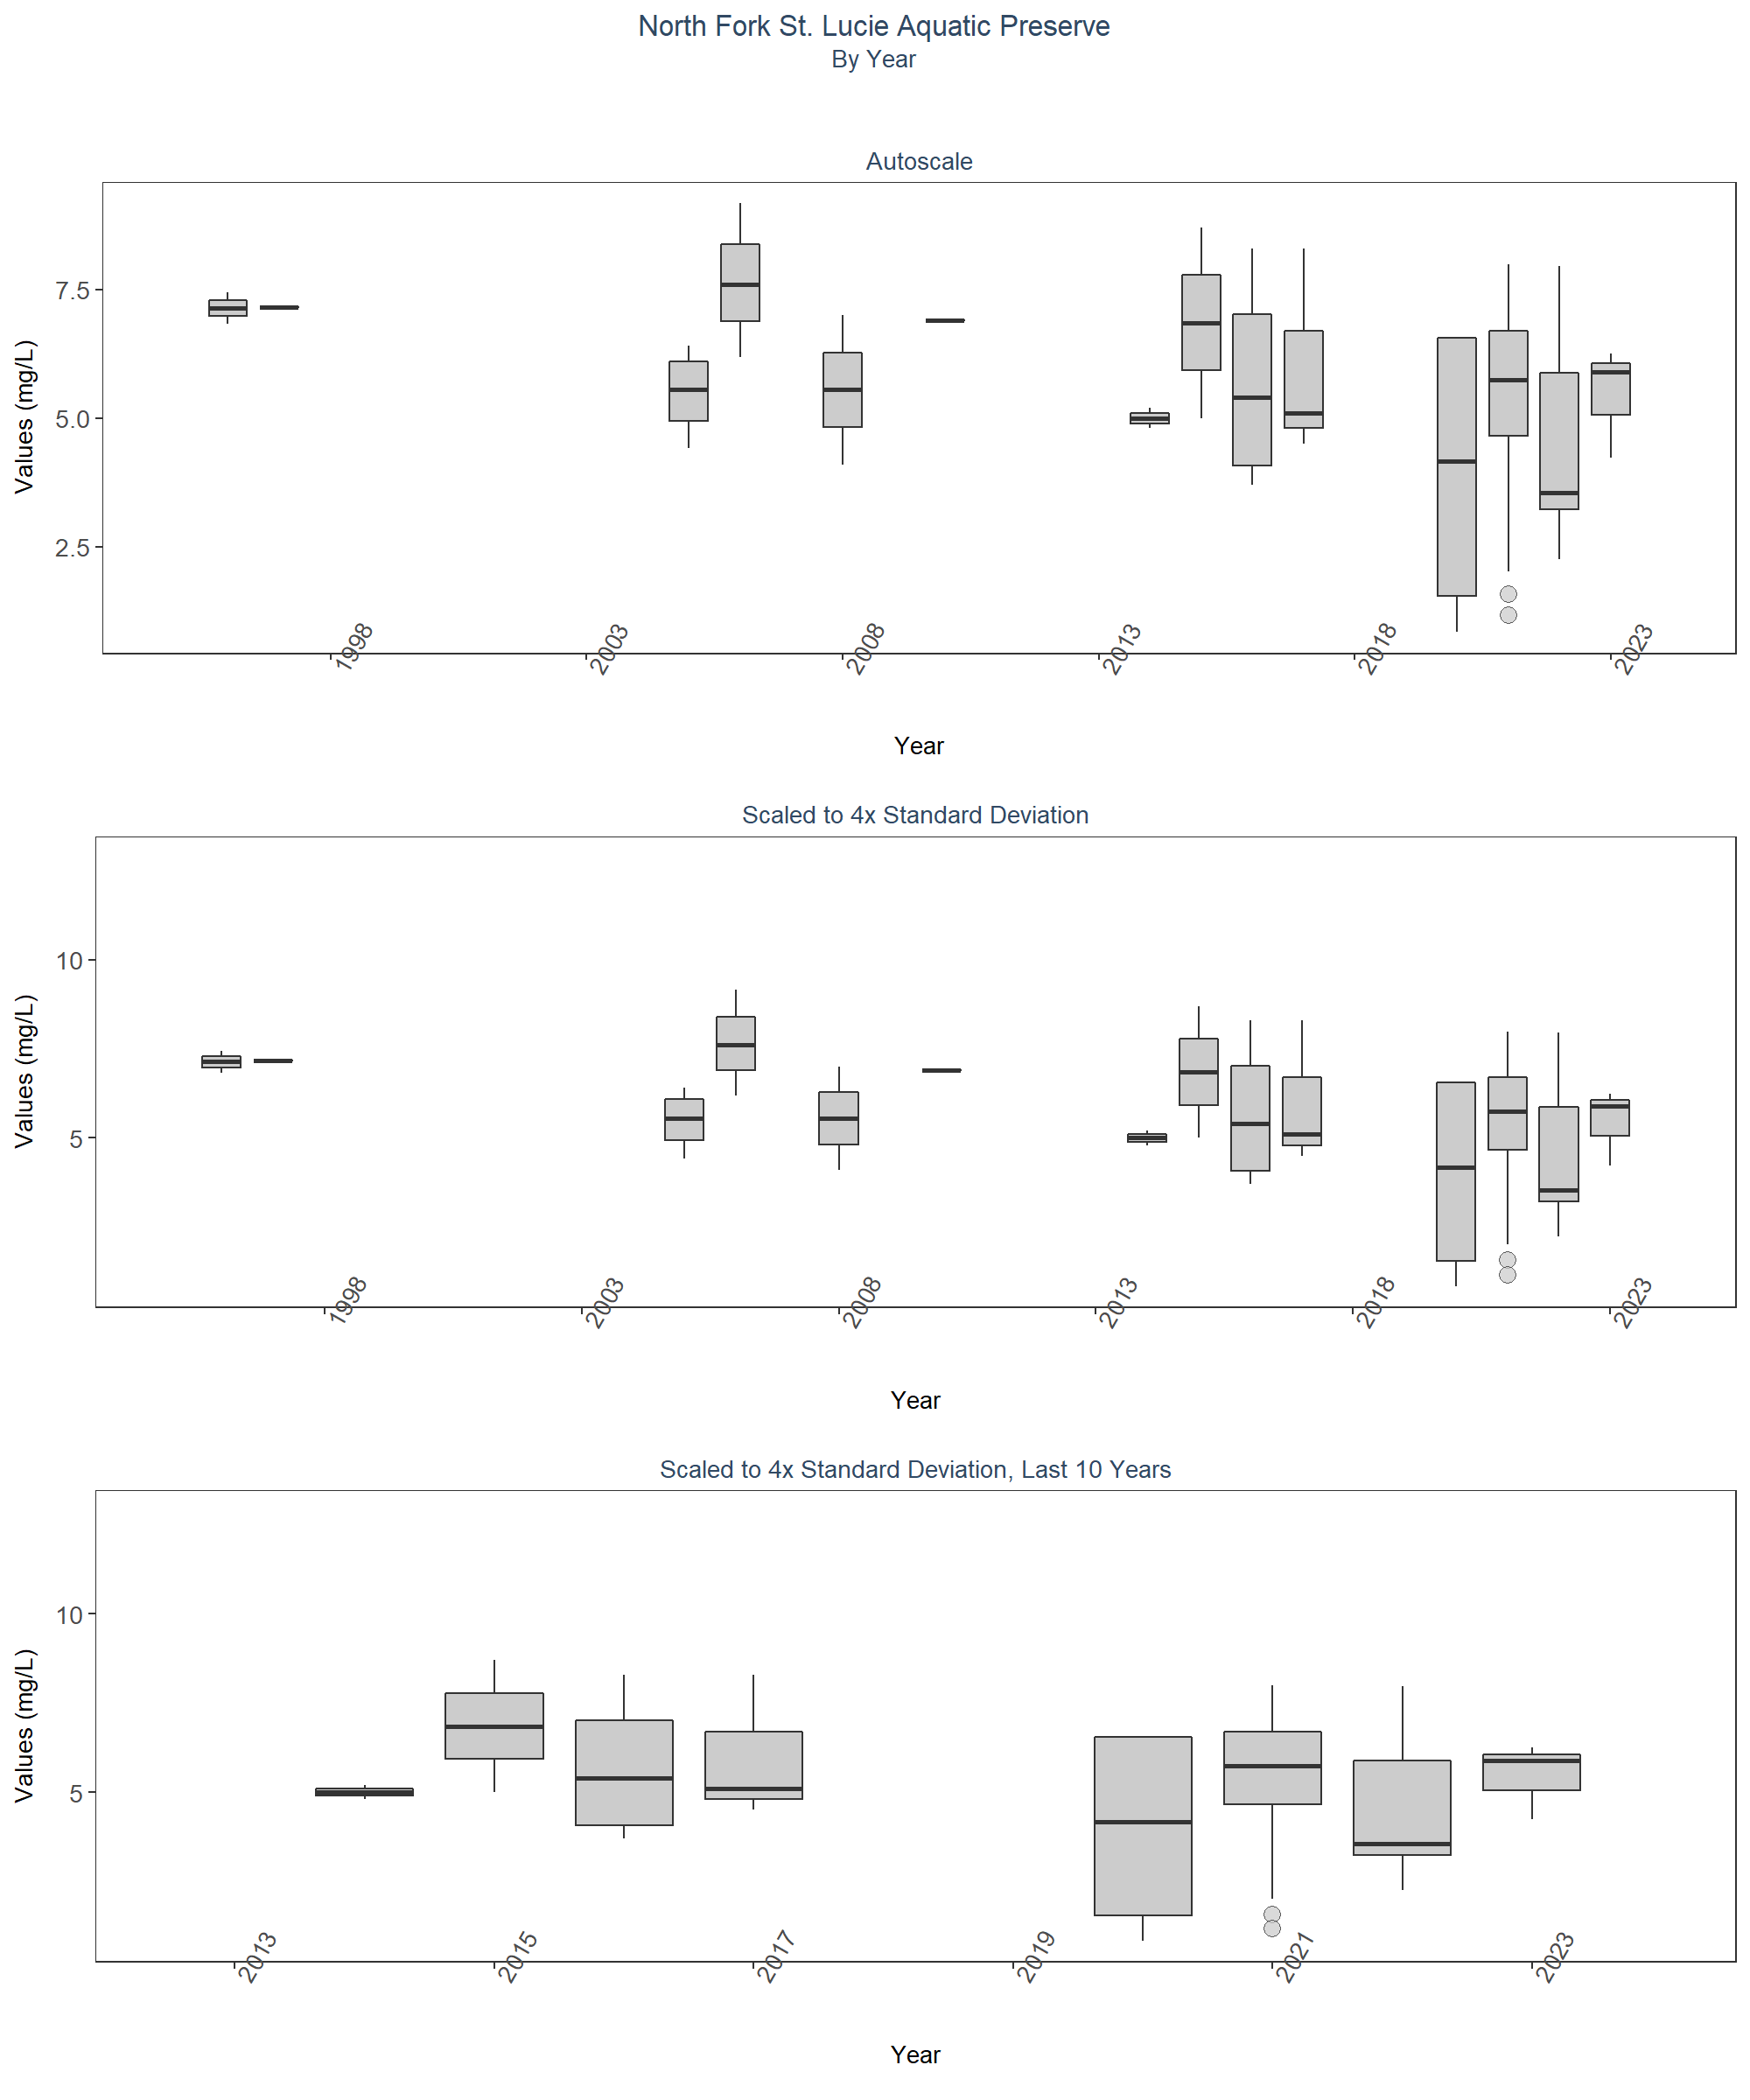 North Fork St. Lucie Aquatic Preserve
By Year
Autoscale
Values (mg/L)
7.5
5.0
2.5
1998
2003
2008
2013
2018
2023
Year
Scaled to 4x Standard Deviation
Values (mg/L)
10
5
1998
2003
2008
2013
2018
2023
Year
Scaled to 4x Standard Deviation, Last 10 Years
Values (mg/L)
10
5
2013
2015
2017
2019
2021
2023
Year